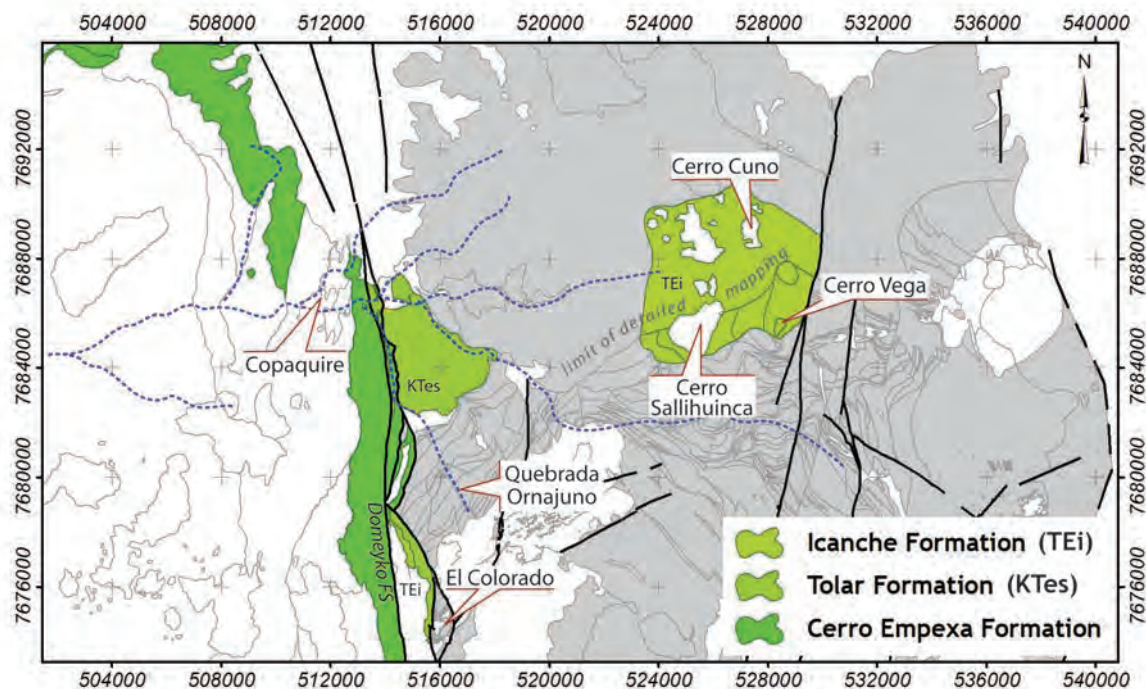 504000 508000 512000 516000 520000 524000 528000 532000 536000 540000
N
7692000 7692000
Cerro Cuno
7688000 7688000
TEi
limit of detailed mapping
Cerro Vega
Copaquire
7684000 7684000
KTes
Cerro
Sallihuinca
7680000 7680000
Quebrada
Ornajuno
Domeyko FS
Icanche Formation (TEi)
7676000 7676000
TEi
El Colorado
Tolar Formation (KTes)
Cerro Empexa Formation
504000 508000 512000 516000 520000 524000 528000 532000 536000 540000